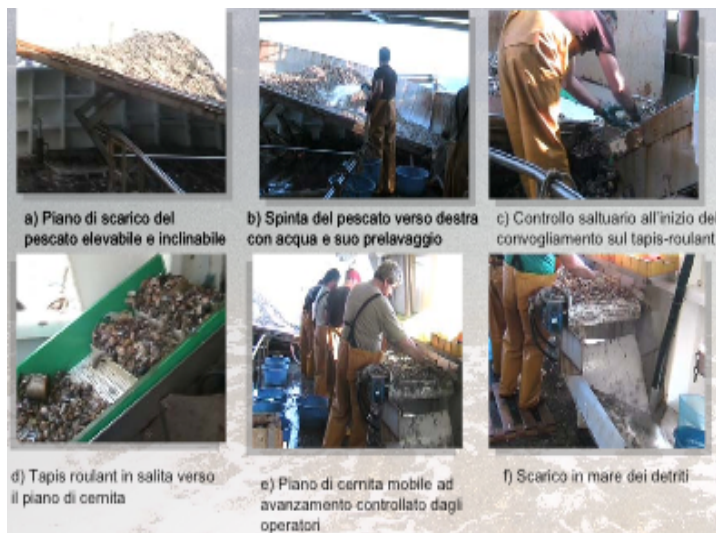 a) Piano di scarico del
pescato elevabile e inclinabile
b) Spinta del pescato verso destra
con acqua e suo prelavaggio
c) Controllo saltuario all'inizio del
convogliamento sul tapis-roulant
d) Tapis roulant in salita verso
il piano di cernita
e) Piano di cernita mobile ad
avanzamento controllato dagli
operatori
f) Scarico in mare dei detriti